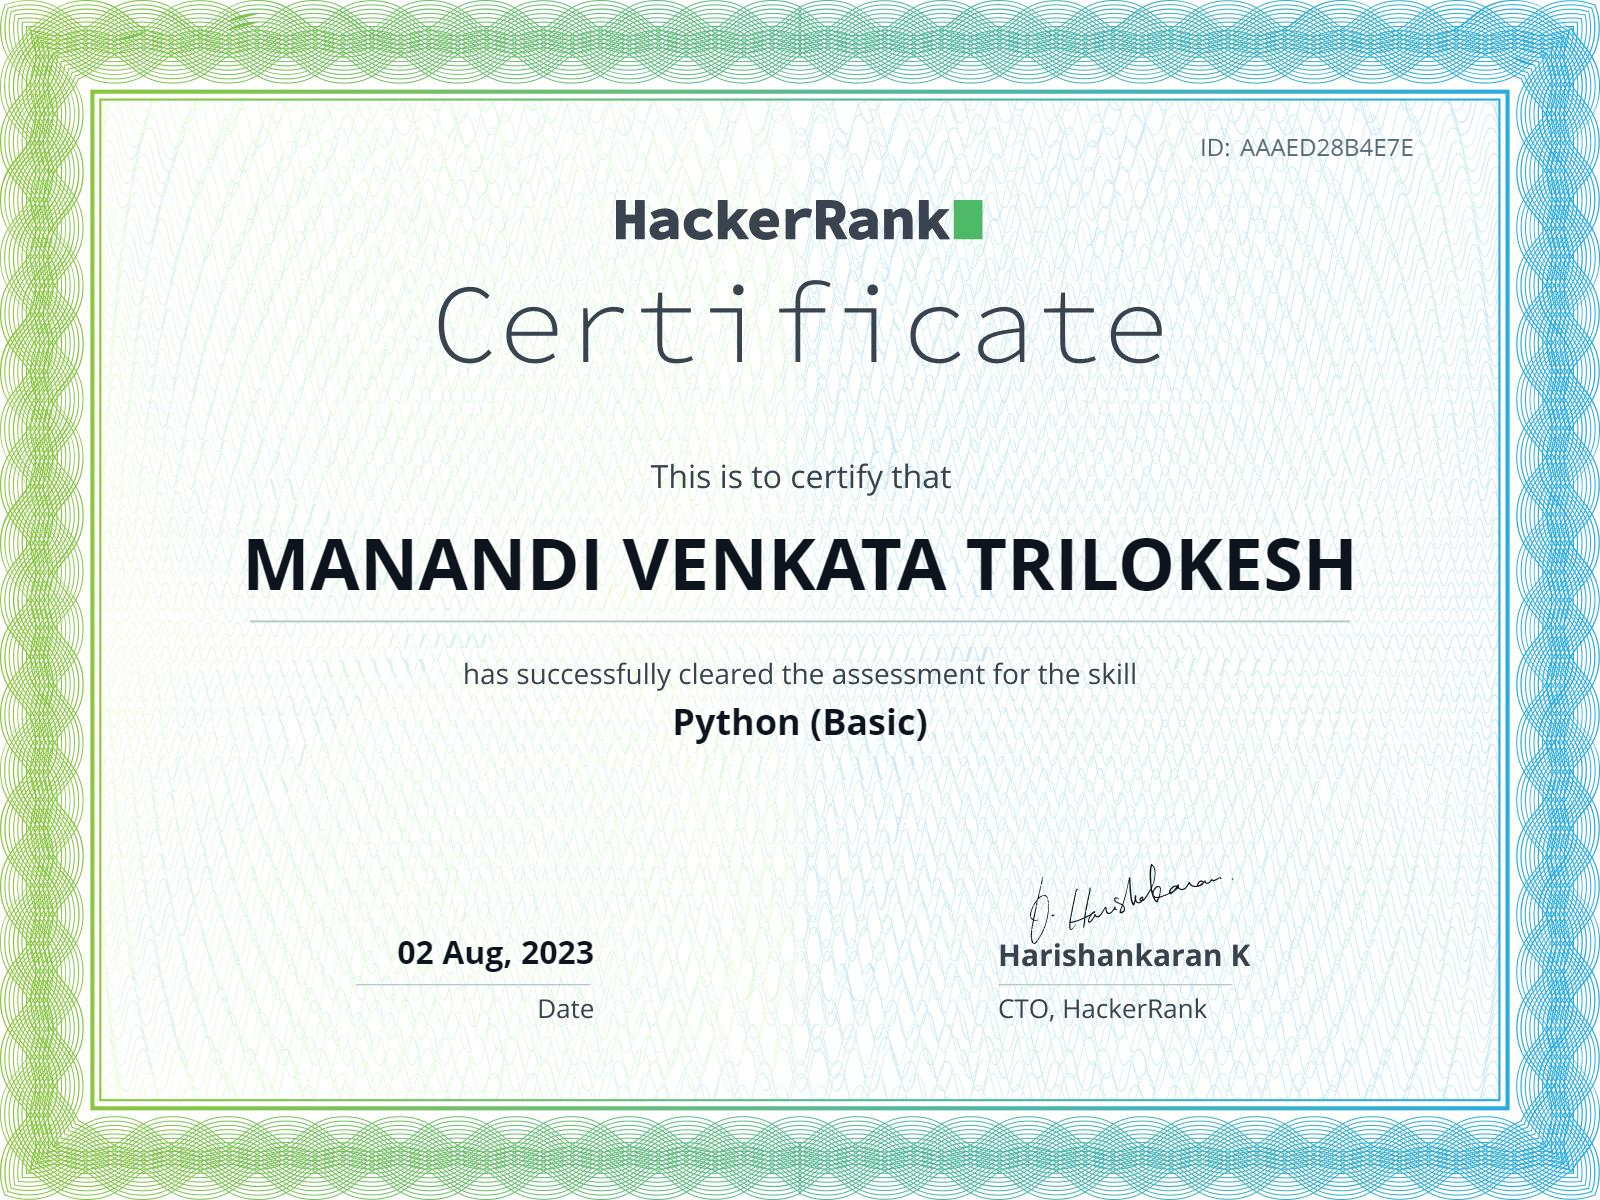 ID: AAAED28B4E7E
HackerRank
Certificate
This is to certify that
MANANDI VENKATA TRILOKESH
has successfully cleared the assessment for the skill
Python (Basic)
02 Aug, 2023
Date
D. Harishankaran
Harishankaran K
CTO, HackerRank